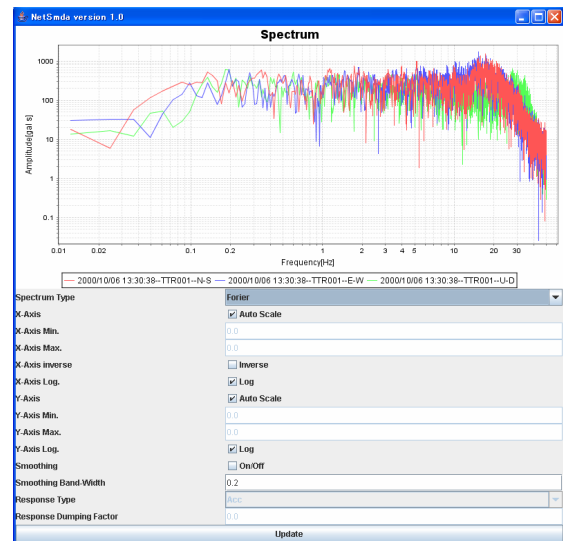 NetSmda version 1.0
Spectrum
1000
100
10
1
0.1
Amplitude[gal s]
0.01 0.02 0.1 0.2 1 2 3 4 5 10 20 30
Frequency[Hz]
2000/10/06 13:30:38--TTR001--N-S 2000/10/06 13:30:38--TTR001--E-W 2000/10/06 13:30:38--TTR001--U-D
Spectrum Type Forier
X-Axis Auto Scale
X-Axis Min. 0.0
X-Axis Max. 0.0
X-Axis inverse Inverse
X-Axis Log. Log
Y-Axis Auto Scale
Y-Axis Min. 0.0
Y-Axis Max. 0.0
Y-Axis Log. Log
Smoothing On/Off
Smoothing Band-Width 0.2
Response Type Acc
Response Dumping Factor 0.0
Update